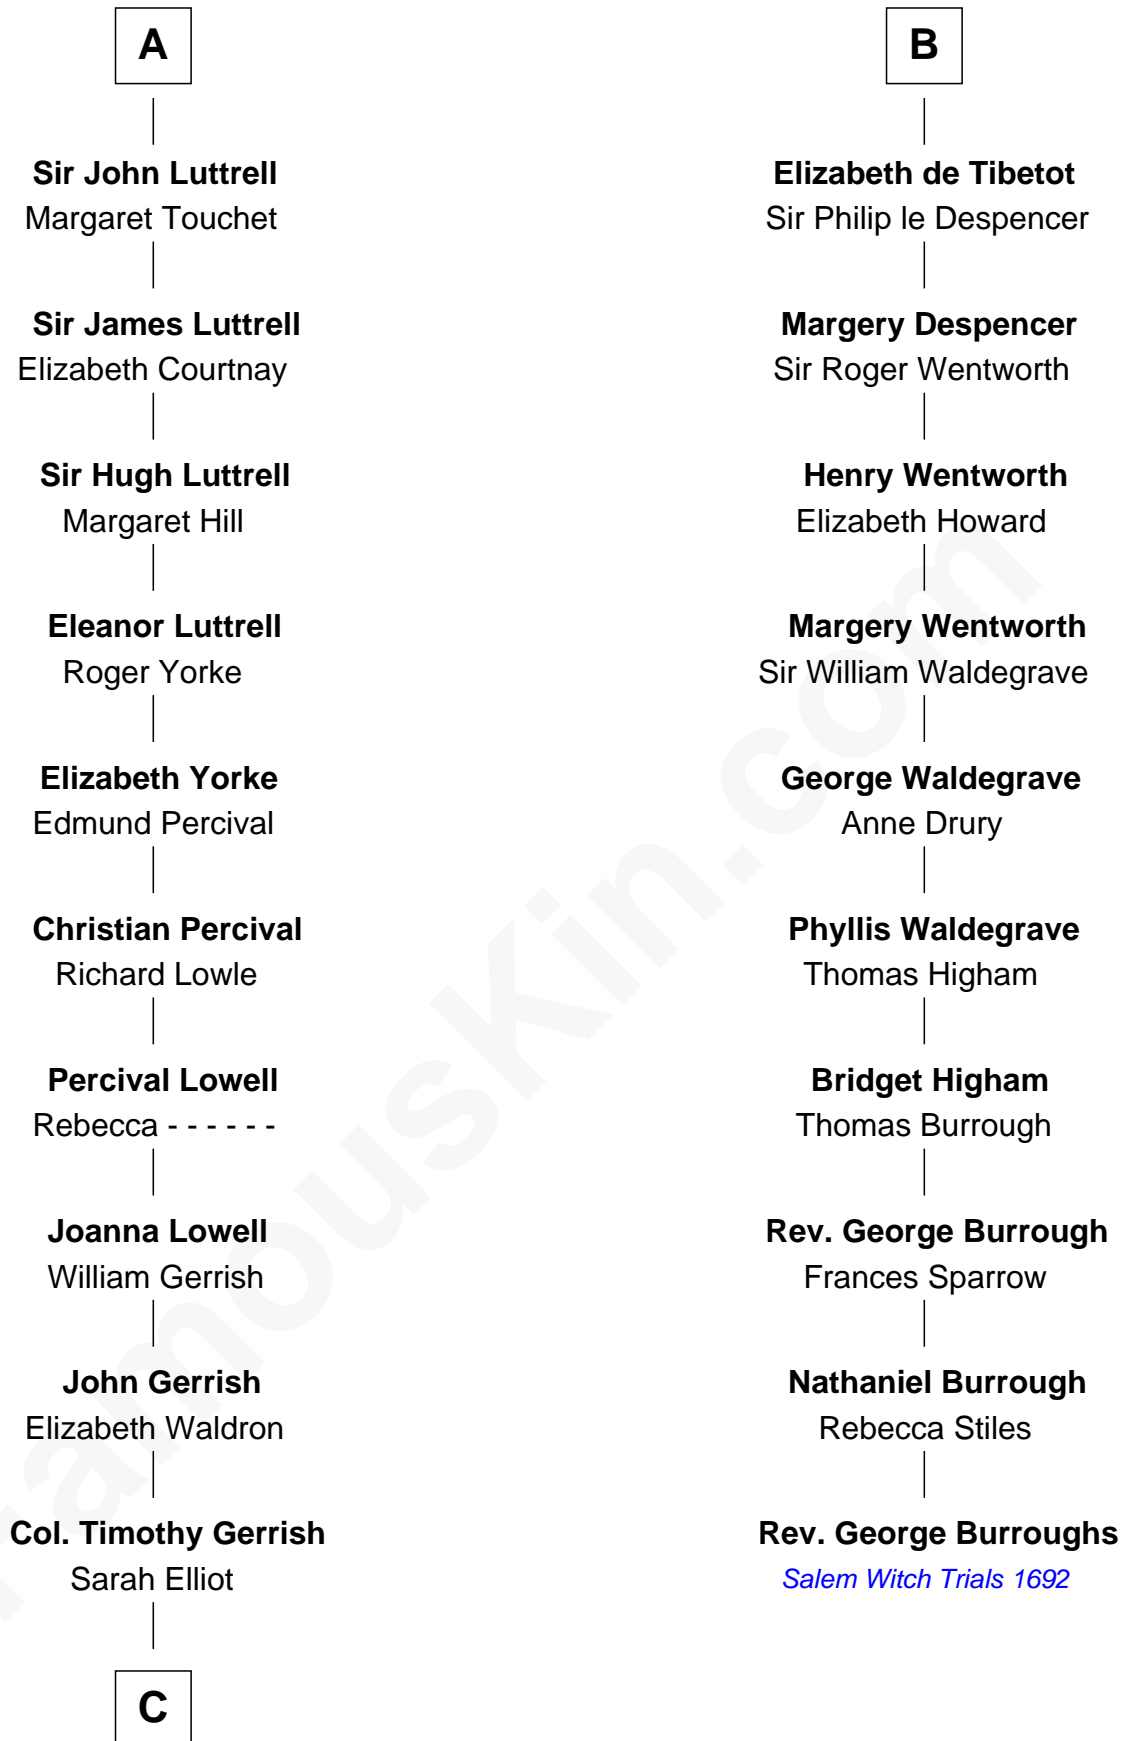 A
Sir John Luttrell
Margaret Touchet
Sir James Luttrell
Elizabeth Courtnay
Sir Hugh Luttrell
Margaret Hill
Eleanor Luttrell
Roger Yorke
Elizabeth Yorke
Edmund Percival
Christian Percival
Richard Lowle
Percival Lowell
Rebecca - - - - - -
Joanna Lowell
William Gerrish
John Gerrish
Elizabeth Waldron
Col. Timothy Gerrish
Sarah Elliot
C
B
Elizabeth de Tibetot
Sir Philip le Despencer
Margery Despencer
Sir Roger Wentworth
Henry Wentworth
Elizabeth Howard
Margery Wentworth
Sir William Waldegrave
George Waldegrave
Anne Drury
Phyllis Waldegrave
Thomas Higham
Bridget Higham
Thomas Burrough
Rev. George Burrough
Frances Sparrow
Nathaniel Burrough
Rebecca Stiles
Rev. George Burroughs
Salem Witch Trials 1692
FamousKin.com